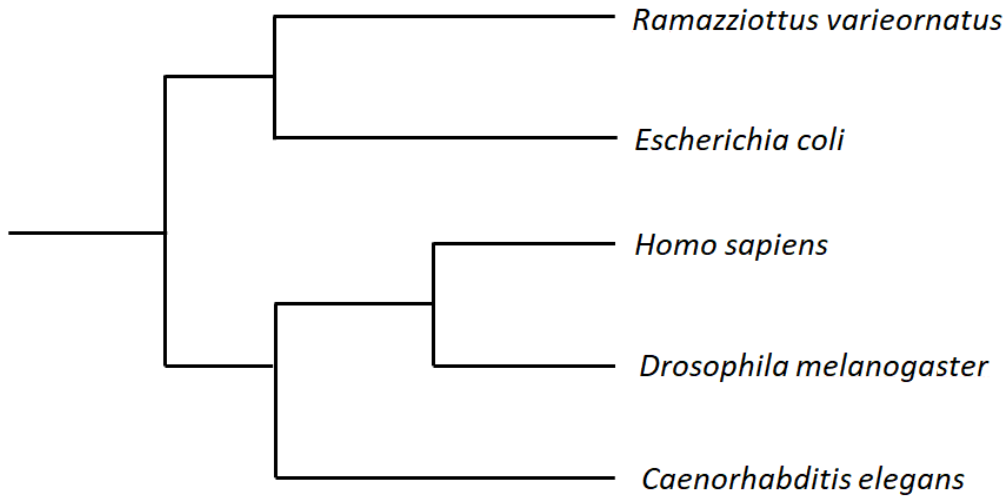 Ramazziottus varieornatus
Escherichia coli
Homo sapiens
Drosophila melanogaster
Caenorhabditis elegans